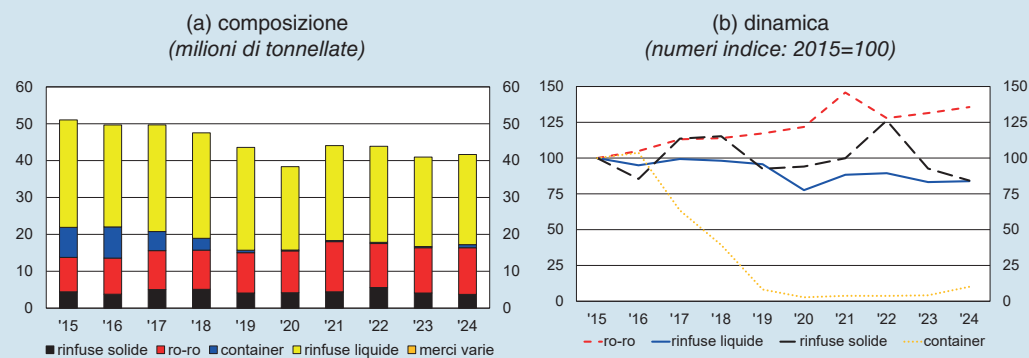 (a) composizione
(milioni di tonnellate)
60 60
50 50
40 40
30 30
20 20
10 10
0 0
'15 '16 '17 '18 '19 '20 '21 '22 '23 '24
rinfuse solide ro-ro container rinfuse liquide merci varie
(b) dinamica
(numeri indice: 2015=100)
150 150
125 125
100 100
75 75
50 50
25 25
0 0
'15 '16 '17 '18 '19 '20 '21 '22 '23 '24
ro-ro rinfuse liquide rinfuse solide container